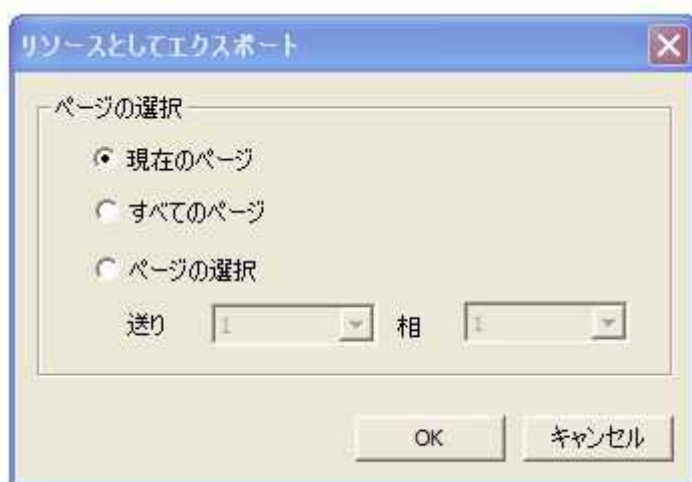 リソースとしてエクスポート
ページの選択
現在のページ
すべてのページ
ページの選択
送り 1 相 1
OK キャンセル